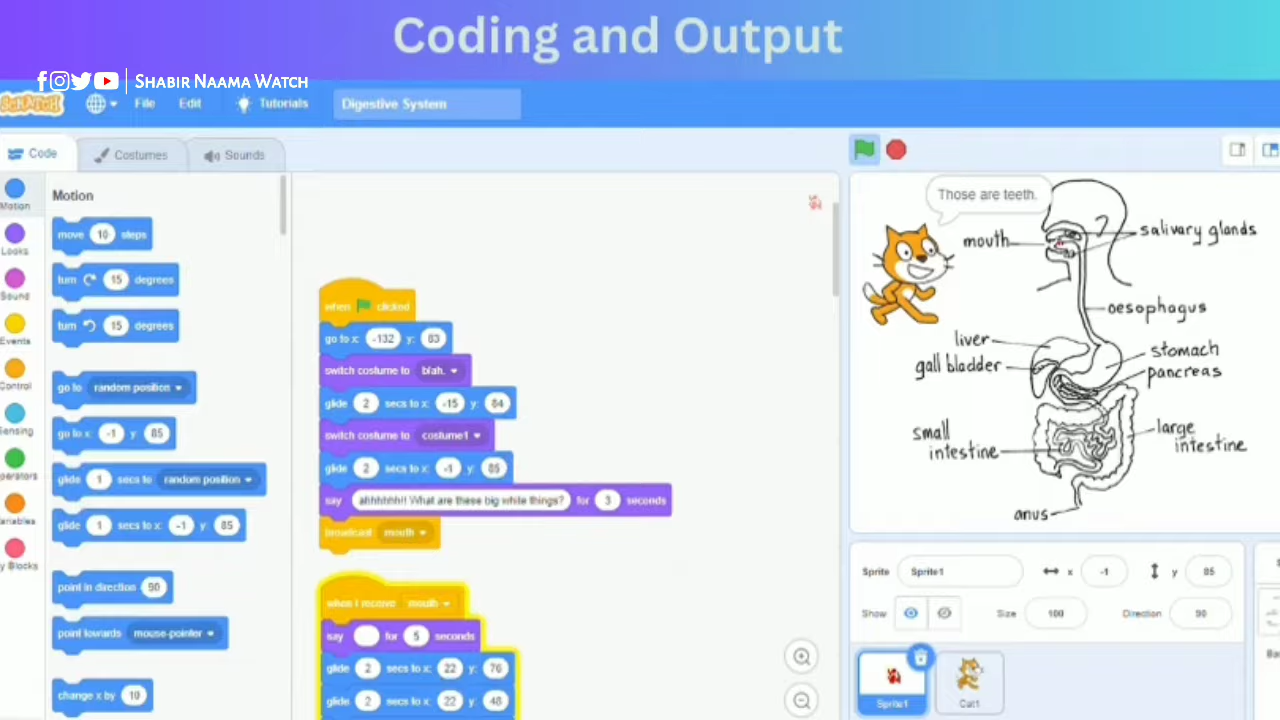 Coding and Output
SHABIR NAAMA WATCH
SCRATCH
File
Edit
Tutorials
Digestive System
Code
Costumes
Sounds
Motion
Looks
Sound
Events
Control
Sensing
perators
ariables
y Blocks
Motion
move 10 steps
turn 15 degrees
turn 15 degrees
go to random position
go to x: -1 y: 85
glide 1 secs to random position
glide 1 secs to x: -1 y: 85
point in direction 90
point towards mouse-pointer
change x by 10
when clicked
go to x: -132 y: 83
switch costume to blah.
glide 2 secs to x: -15 y: 84
switch costume to costume1
glide 2 secs to x: -1 y: 85
say ahhhhhh!! What are these big white things? for 3 seconds
broadcast mouth
when I receive mouth
say for 5 seconds
glide 2 secs to x: 22 y: 76
glide 2 secs to x: 22 y: 48
Those are teeth.
mouth
salivary glands
oesophagus
liver
gall bladder
stomach
pancreas
small
intestine
large
intestine
anus
Sprite Sprite1 x -1 y 85
Show Size 100 Direction 90
Sprite1
Cat1